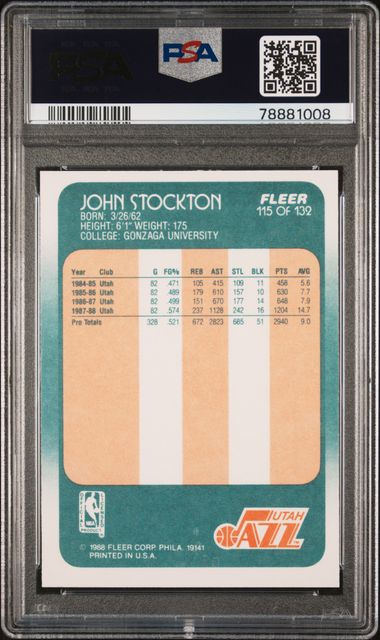 PSA
PSA
78881008
JOHN STOCKTON
BORN: 3/26/62
HEIGHT: 6'1" WEIGHT: 175
COLLEGE: GONZAGA UNIVERSITY
FLEER
115 OF 132
Year Club G FG% REB AST STL BLK PTS AVG
1984-85 Utah 82 .471 105 415 109 11 458 5.6
1985-86 Utah 82 .489 179 610 157 10 630 7.7
1986-87 Utah 82 .499 151 670 177 14 648 7.9
1987-88 Utah 82 .574 237 1128 242 16 1204 14.7
Pro Totals 328 .521 672 2823 685 51 2940 9.0
OFFICIAL LICENSED
NBA
PRODUCT
UTAH
JAZZ
© 1988 FLEER CORP. PHILA. 19141
PRINTED IN U.S.A.